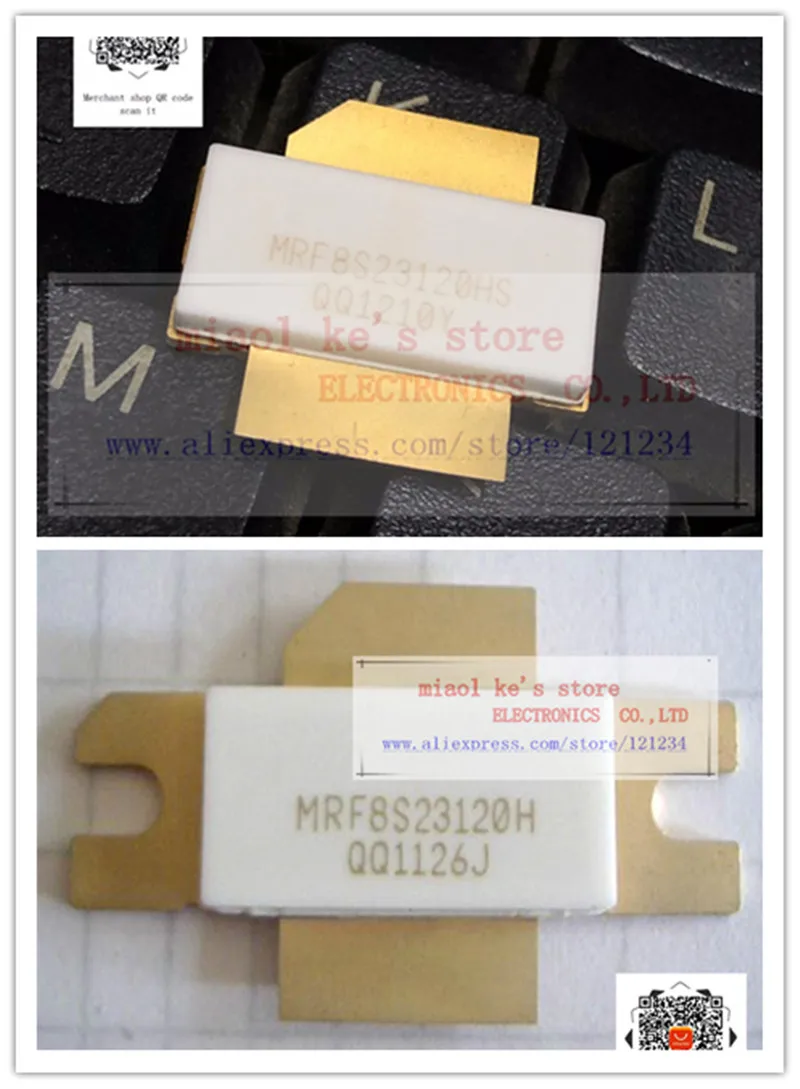 Merchant shop QR code
scan it
K
L
M
MRF8S23120HS
QQ1210Y
miaol ke's store
ELECTRONICS CO.,LTD
www.aliexpress.com/store/121234
miaol ke's store
ELECTRONICS CO.,LTD
www.aliexpress.com/store/121234
MRF8S23120H
QQ1126J